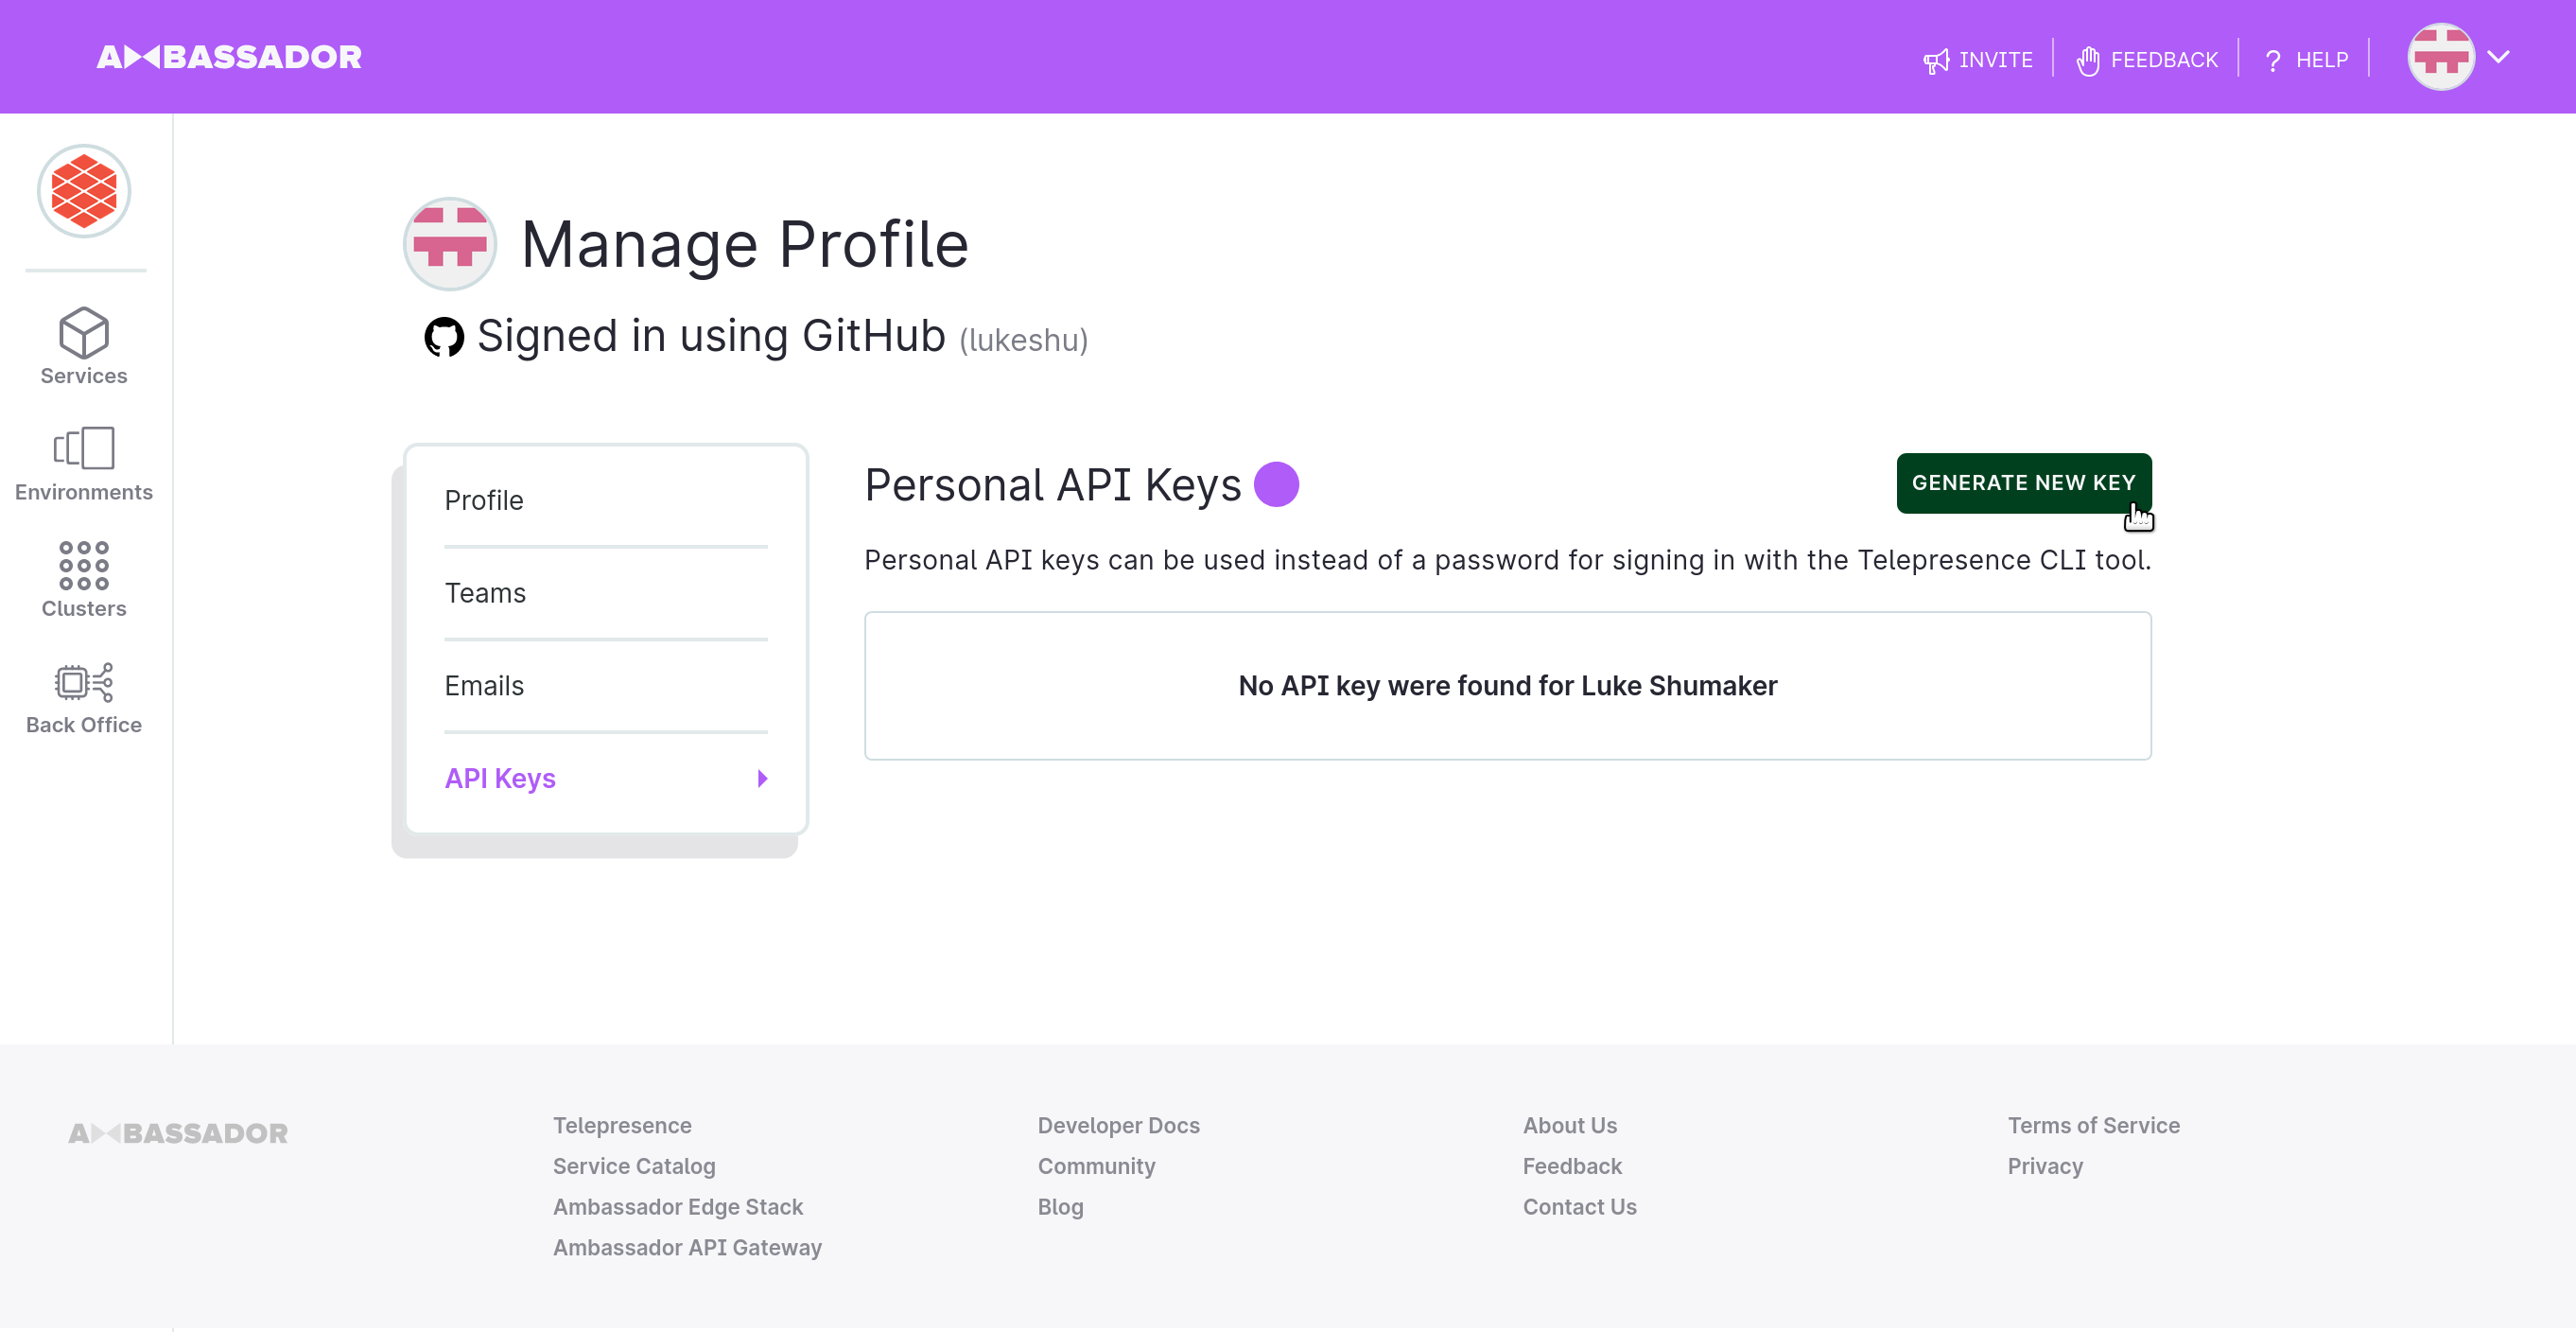 AMBASSADOR
INVITE
FEEDBACK
? HELP
Services
Environments
Clusters
Back Office
Manage Profile
Signed in using GitHub (lukeshu)
Profile
Teams
Emails
API Keys
Personal API Keys
GENERATE NEW KEY
Personal API keys can be used instead of a password for signing in with the Telepresence CLI tool.
No API key were found for Luke Shumaker
AMBASSADOR
Telepresence
Service Catalog
Ambassador Edge Stack
Ambassador API Gateway
Developer Docs
Community
Blog
About Us
Feedback
Contact Us
Terms of Service
Privacy